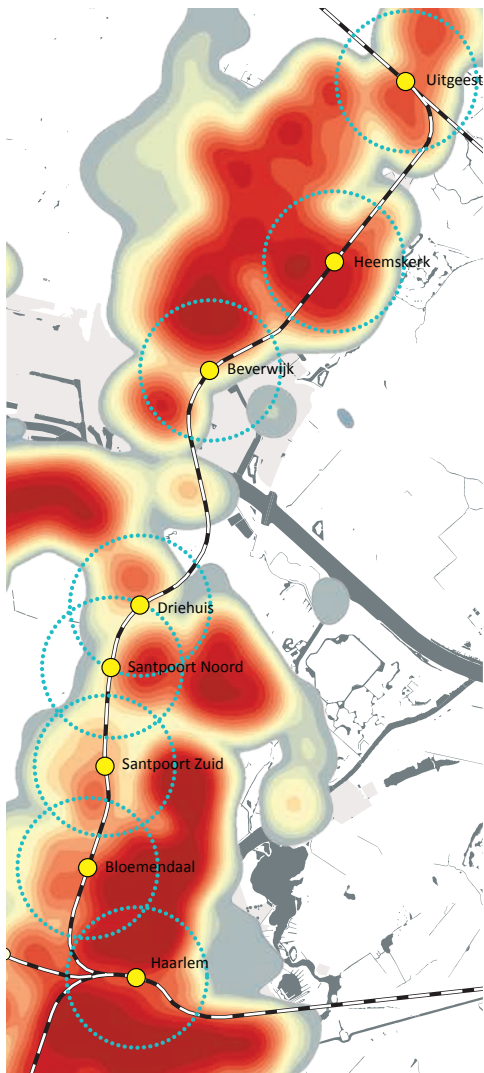 Uitgeest
Heemskerk
Beverwijk
Driehuis
Santpoort Noord
Santpoort Zuid
Bloemendaal
Haarlem